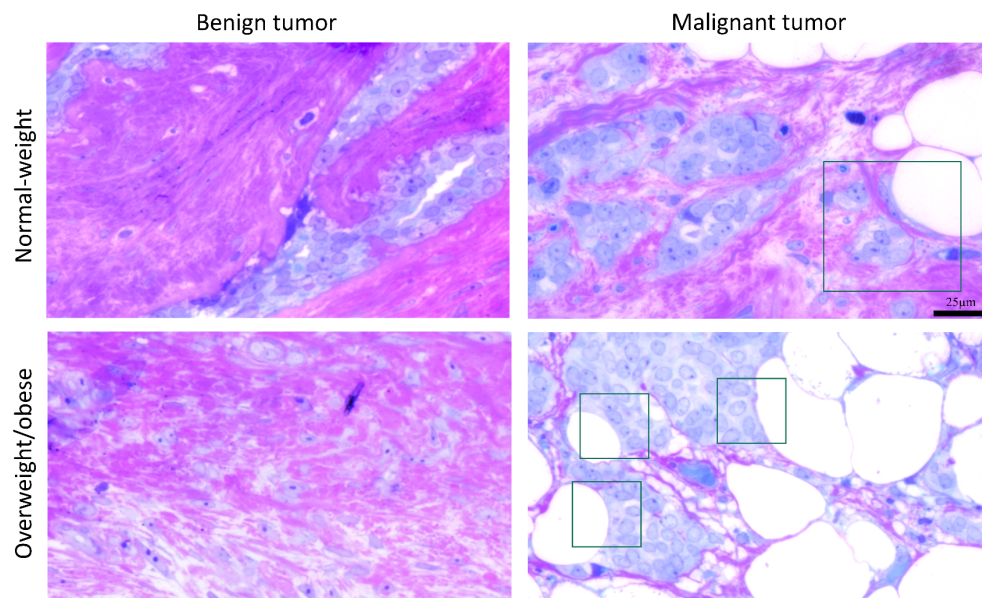 Benign tumor
Malignant tumor
Normal-weight
25µm
Overweight/obese